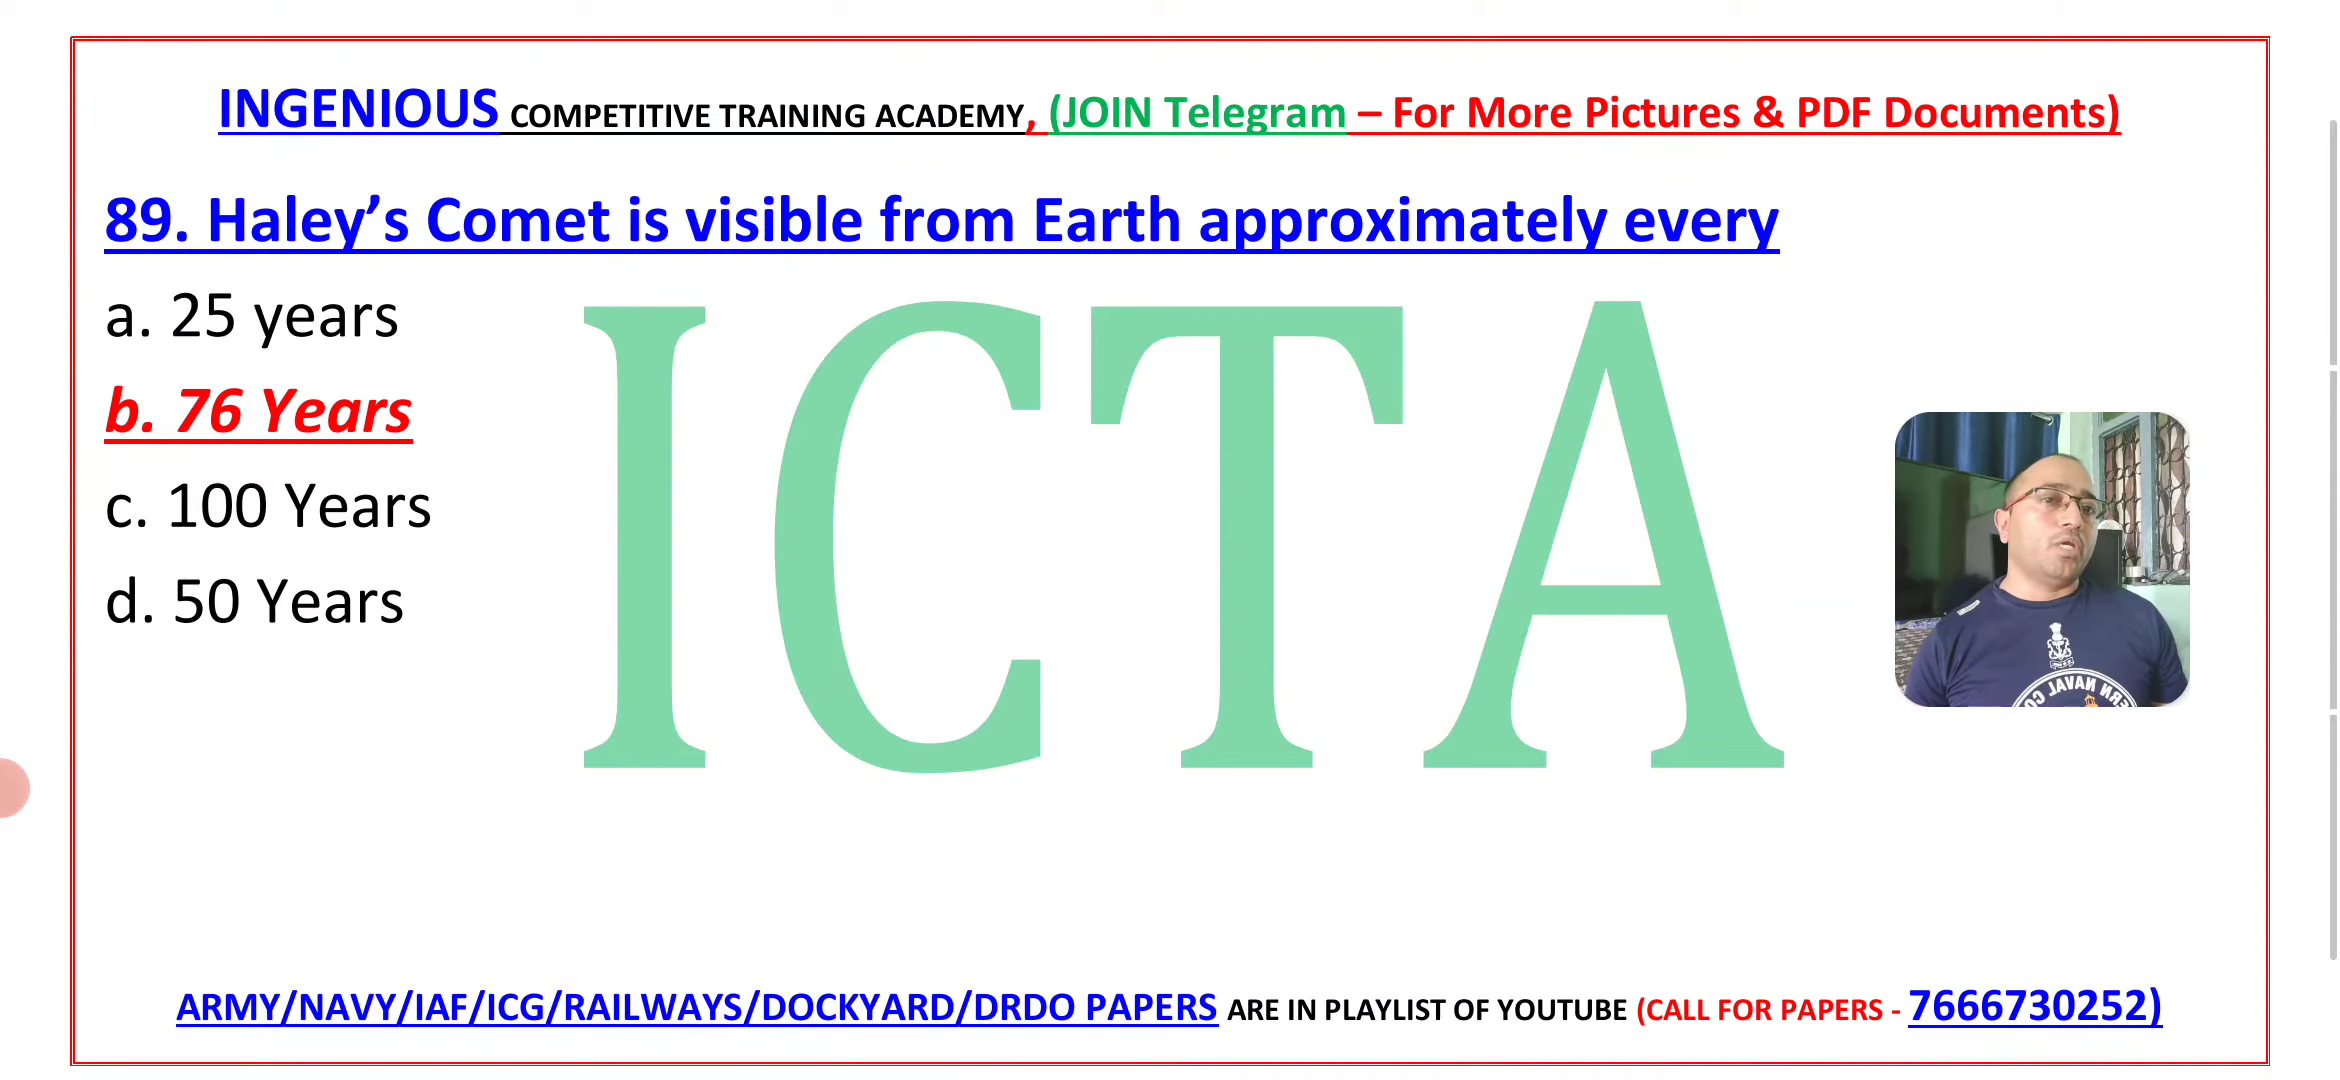 INGENIOUS COMPETITIVE TRAINING ACADEMY, (JOIN Telegram – For More Pictures & PDF Documents)
89. Haley’s Comet is visible from Earth approximately every
a. 25 years
b. 76 Years
c. 100 Years
d. 50 Years
ICTA
ARMY/NAVY/IAF/ICG/RAILWAYS/DOCKYARD/DRDO PAPERS ARE IN PLAYLIST OF YOUTUBE (CALL FOR PAPERS - 7666730252)